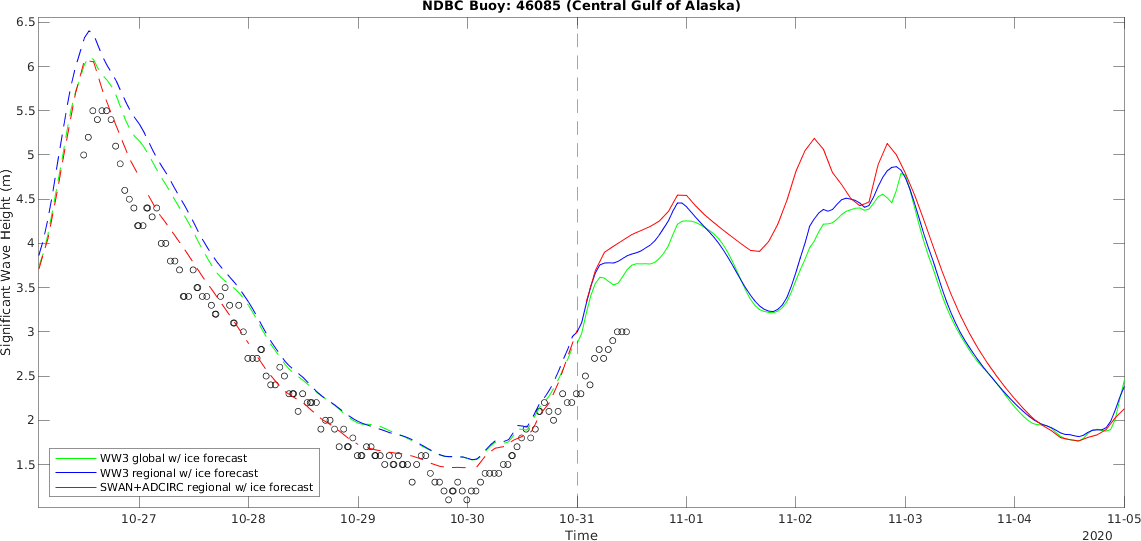 NDBC Buoy: 46085 (Central Gulf of Alaska)
Significant Wave Height (m)
6.5
6
5.5
5
4.5
4
3.5
3
2.5
2
1.5
WW3 global w/ ice forecast
WW3 regional w/ ice forecast
SWAN+ADCIRC regional w/ ice forecast
10-27 10-28 10-29 10-30 10-31 11-01 11-02 11-03 11-04 11-05
Time
2020